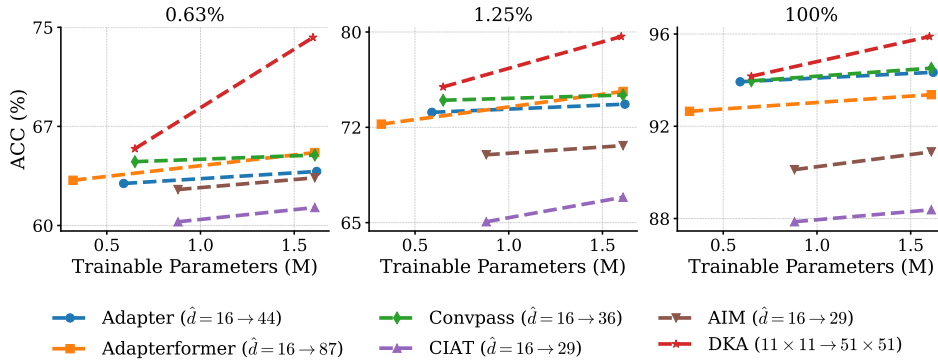 0.63%
1.25%
100%
ACC (%)
75
67
60
80
72
65
96
92
88
0.5 1.0 1.5
0.5 1.0 1.5
0.5 1.0 1.5
Trainable Parameters (M)
Trainable Parameters (M)
Trainable Parameters (M)
Adapter (d̂ = 16 → 44)
Adapterformer (d̂ = 16 → 87)
Convpass (d̂ = 16 → 36)
CIAT (d̂ = 16 → 29)
AIM (d̂ = 16 → 29)
DKA (11 × 11 → 51 × 51)